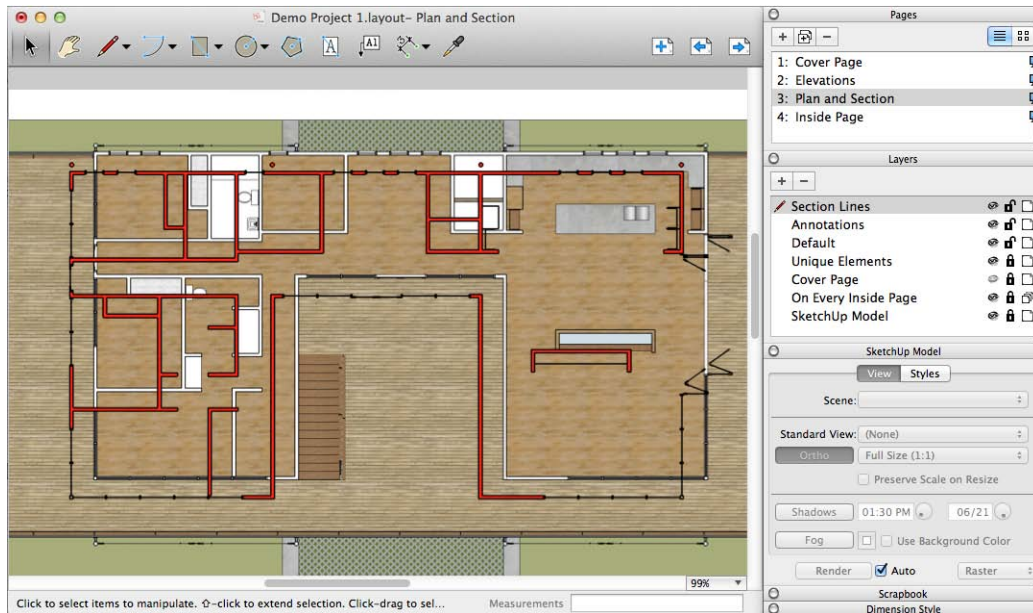 Demo Project 1.layout- Plan and Section
A
A1
Pages
1: Cover Page
2: Elevations
3: Plan and Section
4: Inside Page
Layers
Section Lines
Annotations
Default
Unique Elements
Cover Page
On Every Inside Page
SketchUp Model
SketchUp Model
View Styles
Scene:
Standard View: (None)
Ortho Full Size (1:1)
Preserve Scale on Resize
Shadows 01:30 PM 06/21
Fog Use Background Color
Render Auto Raster
Scrapbook
Dimension Style
99%
Click to select items to manipulate. ⇧-click to extend selection. Click-drag to sel... Measurements